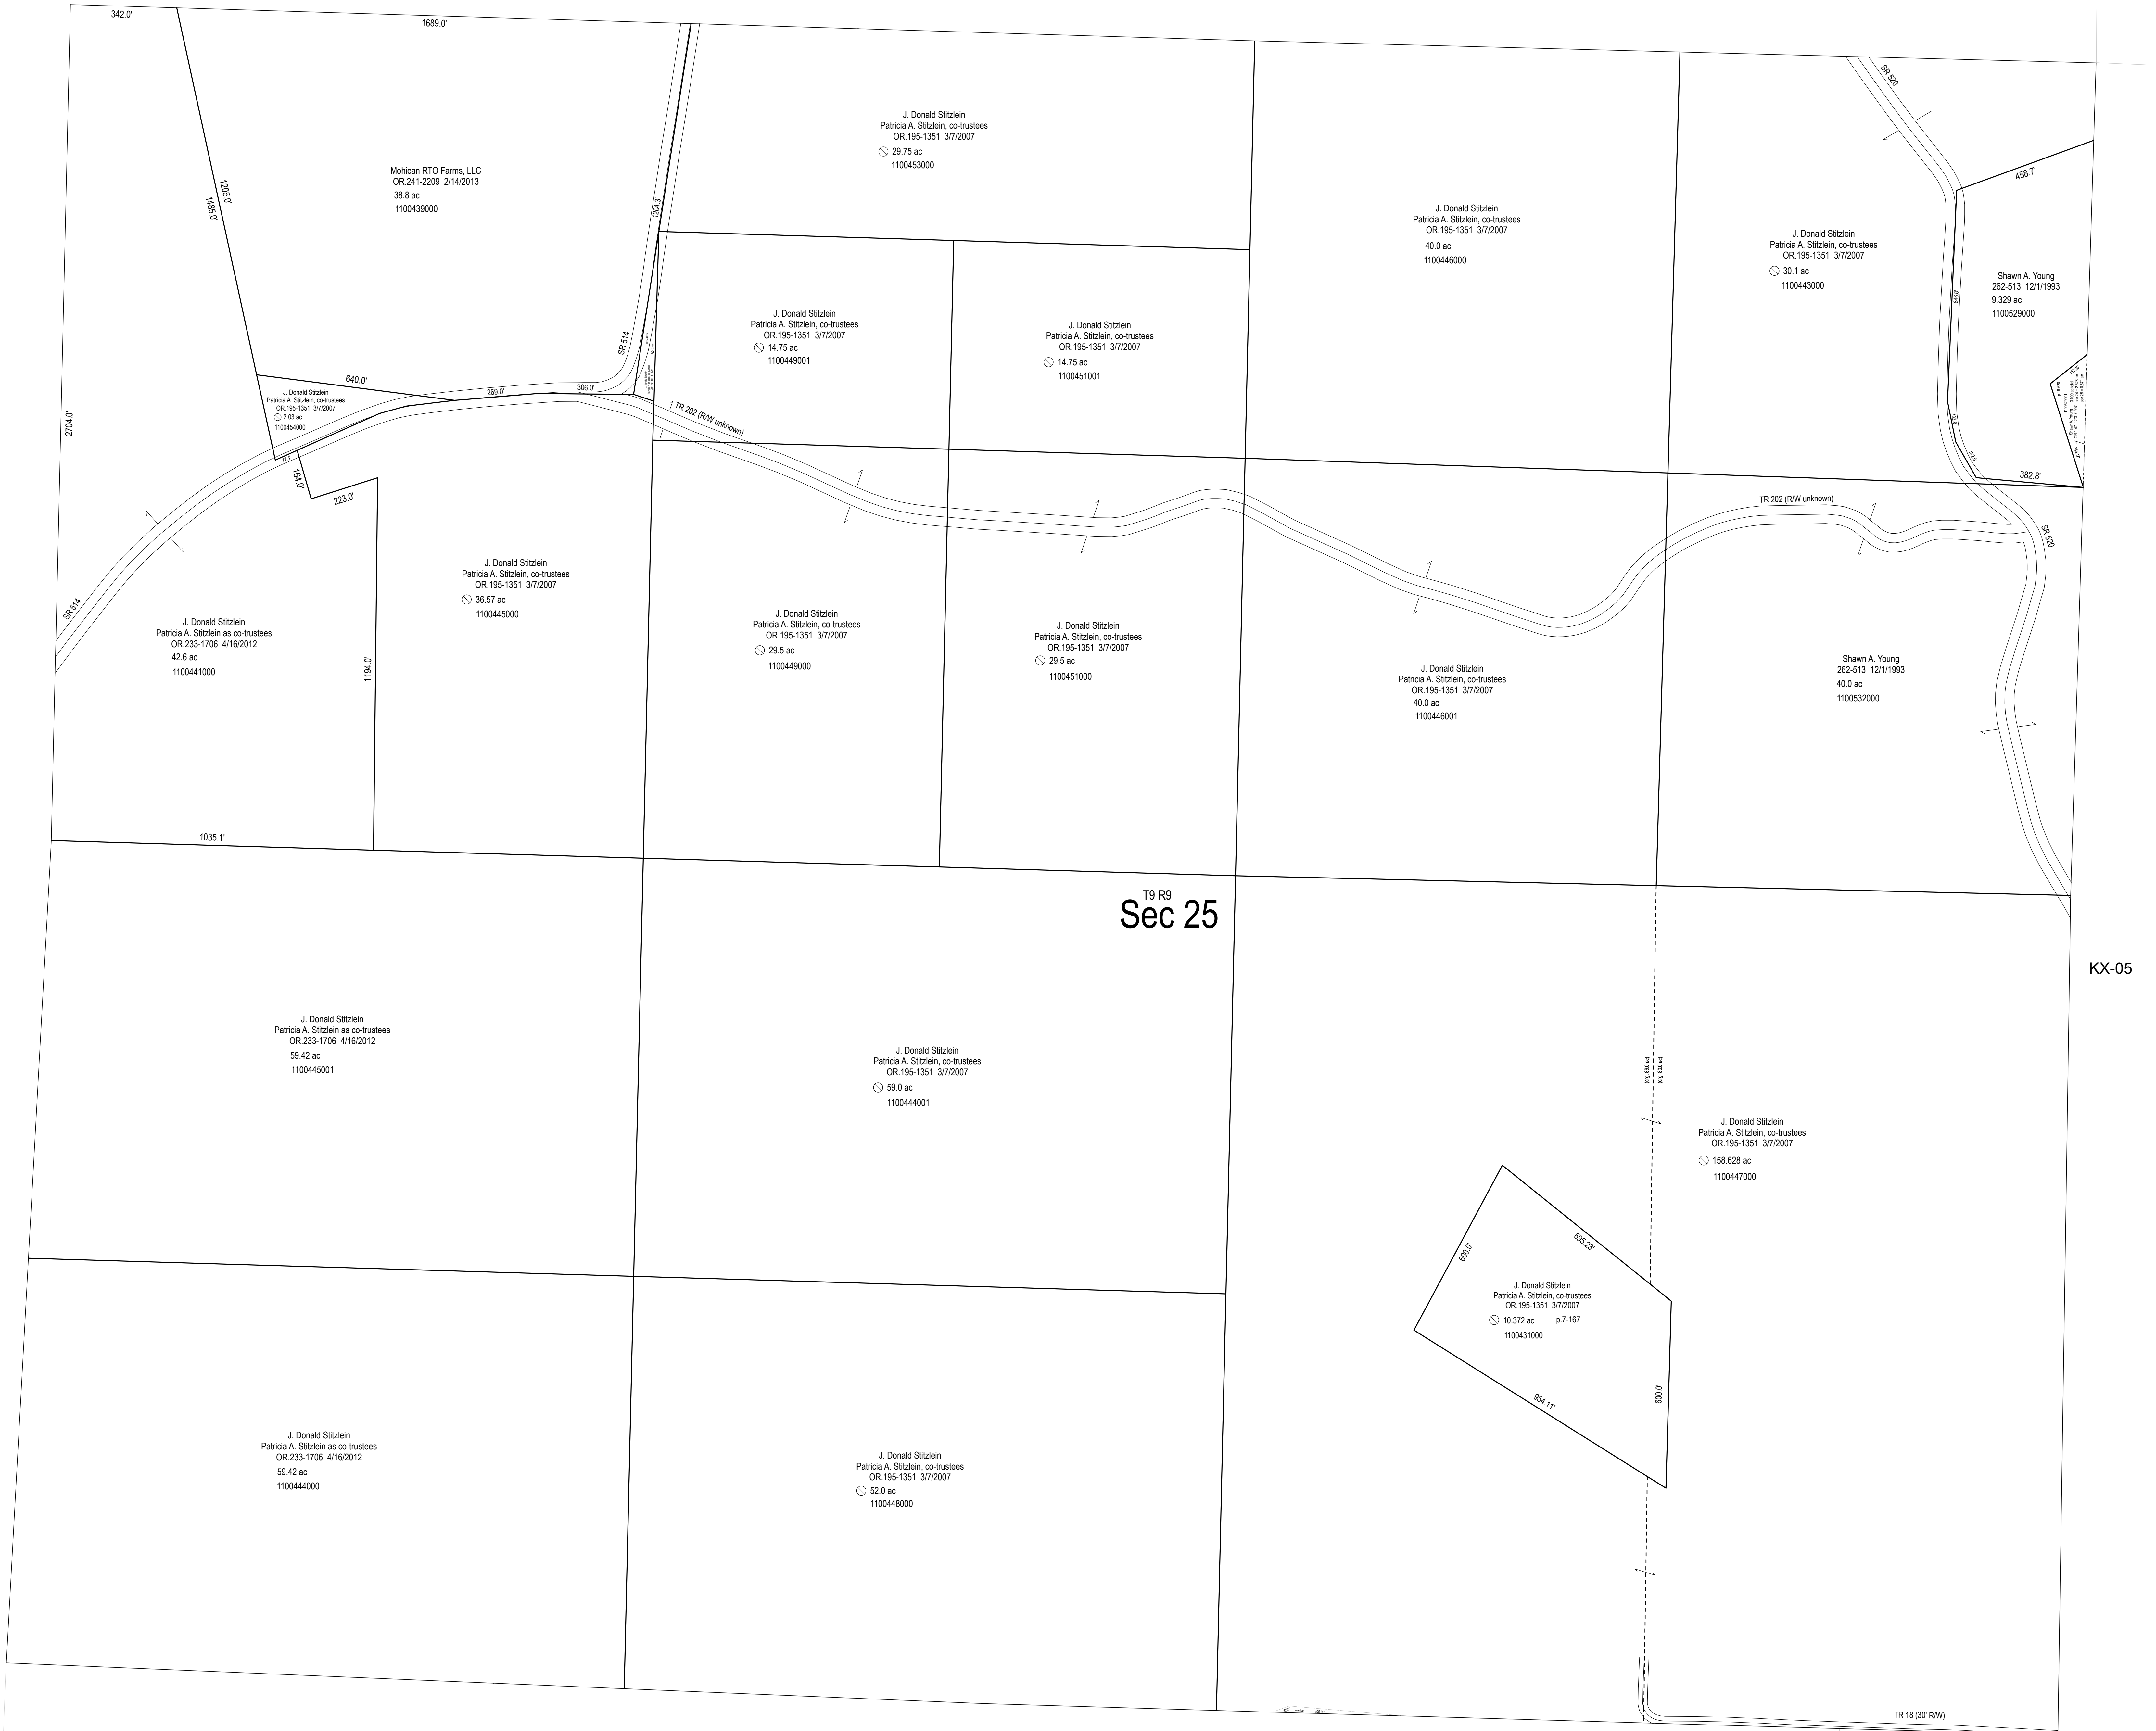 342.0'
1689.0'
SR 520
J. Donald Stitzlein
Patricia A. Stitzlein, co-trustees
OR.195-1351 3/7/2007
29.75 ac
1100453000
Mohican RTO Farms, LLC
OR.241-2209 2/14/2013
38.8 ac
1100439000
1205.0'
1485.0'
1204.3'
458.7'
J. Donald Stitzlein
Patricia A. Stitzlein, co-trustees
OR.195-1351 3/7/2007
40.0 ac
1100446000
J. Donald Stitzlein
Patricia A. Stitzlein, co-trustees
OR.195-1351 3/7/2007
30.1 ac
1100443000
Shawn A. Young
262-513 12/1/1993
9.329 ac
1100529000
646.8'
J. Donald Stitzlein
Patricia A. Stitzlein, co-trustees
OR.195-1351 3/7/2007
14.75 ac
1100449001
J. Donald Stitzlein
Patricia A. Stitzlein, co-trustees
OR.195-1351 3/7/2007
14.75 ac
1100451001
SR 514
640.0'
269.0'
306.0'
J. Donald Stitzlein
Patricia A. Stitzlein, co-trustees
OR.195-1351 3/7/2007
2.03 ac
1100454000
2704.0'
TR 202 (R/W unknown)
164.0'
223.0'
382.8'
TR 202 (R/W unknown)
SR 520
J. Donald Stitzlein
Patricia A. Stitzlein, co-trustees
OR.195-1351 3/7/2007
36.57 ac
1100445000
SR 514
J. Donald Stitzlein
Patricia A. Stitzlein as co-trustees
OR.233-1706 4/16/2012
42.6 ac
1100441000
1194.0'
J. Donald Stitzlein
Patricia A. Stitzlein, co-trustees
OR.195-1351 3/7/2007
29.5 ac
1100449000
J. Donald Stitzlein
Patricia A. Stitzlein, co-trustees
OR.195-1351 3/7/2007
29.5 ac
1100451000
J. Donald Stitzlein
Patricia A. Stitzlein, co-trustees
OR.195-1351 3/7/2007
40.0 ac
1100446001
Shawn A. Young
262-513 12/1/1993
40.0 ac
1100532000
1035.1'
T9 R9
Sec 25
KX-05
J. Donald Stitzlein
Patricia A. Stitzlein as co-trustees
OR.233-1706 4/16/2012
59.42 ac
1100445001
J. Donald Stitzlein
Patricia A. Stitzlein, co-trustees
OR.195-1351 3/7/2007
59.0 ac
1100444001
(org. 89.0 ac)
(org. 80.0 ac)
J. Donald Stitzlein
Patricia A. Stitzlein, co-trustees
OR.195-1351 3/7/2007
158.628 ac
1100447000
600.0'
695.23'
J. Donald Stitzlein
Patricia A. Stitzlein, co-trustees
OR.195-1351 3/7/2007
10.372 ac p.7-167
1100431000
954.11'
600.0'
J. Donald Stitzlein
Patricia A. Stitzlein as co-trustees
OR.233-1706 4/16/2012
59.42 ac
1100444000
J. Donald Stitzlein
Patricia A. Stitzlein, co-trustees
OR.195-1351 3/7/2007
52.0 ac
1100448000
TR 18 (30' R/W)